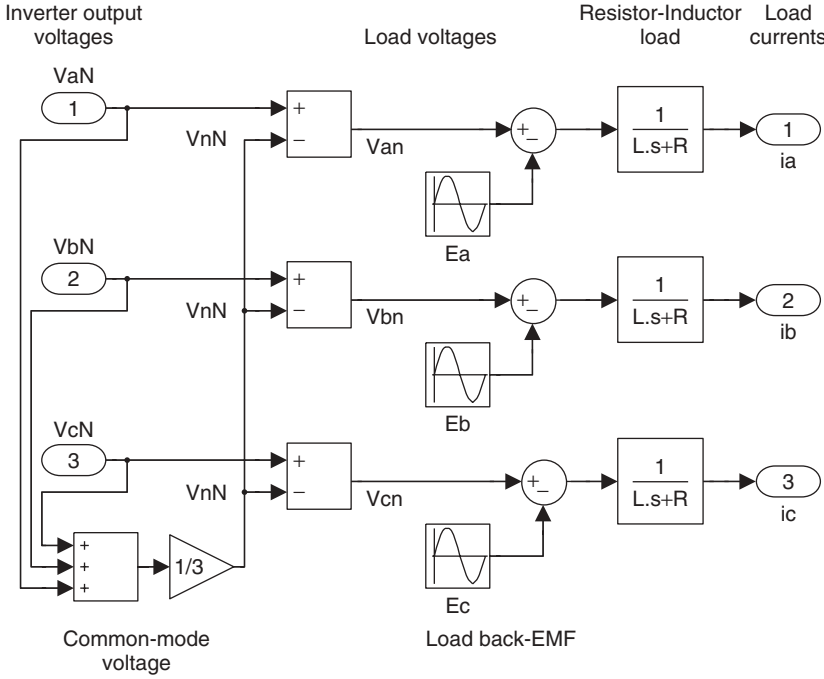 Inverter output
voltages
Load voltages
Resistor-Inductor
load
Load
currents
VaN
1
VnN
+
−
Van
+
−
1
L.s+R
1
ia
Ea
VbN
2
VnN
+
−
Vbn
+
−
1
L.s+R
2
ib
Eb
VcN
3
VnN
+
−
Vcn
+
−
1
L.s+R
3
ic
Ec
+
+
+
1/3
Common-mode
voltage
Load back-EMF